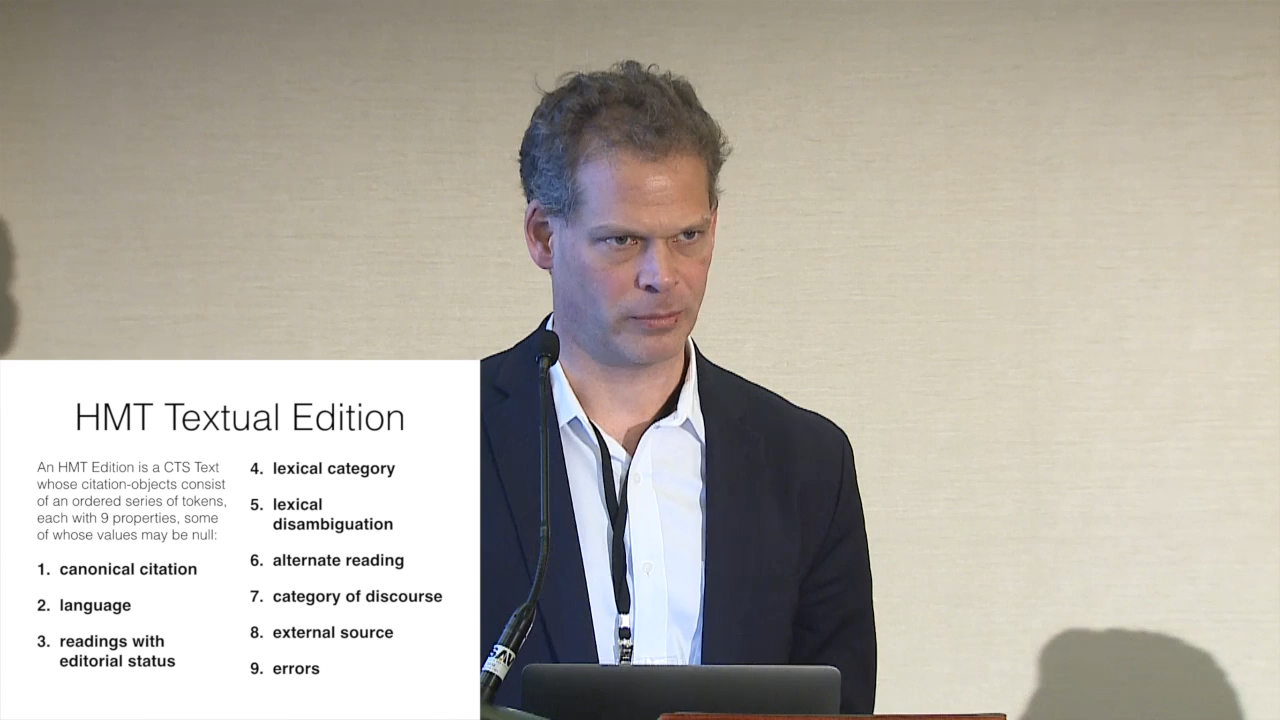 HMT Textual Edition
An HMT Edition is a CTS Text
whose citation-objects consist
of an ordered series of tokens,
each with 9 properties, some
of whose values may be null:
1. canonical citation
2. language
3. readings with
editorial status
4. lexical category
5. lexical
disambiguation
6. alternate reading
7. category of discourse
8. external source
9. errors